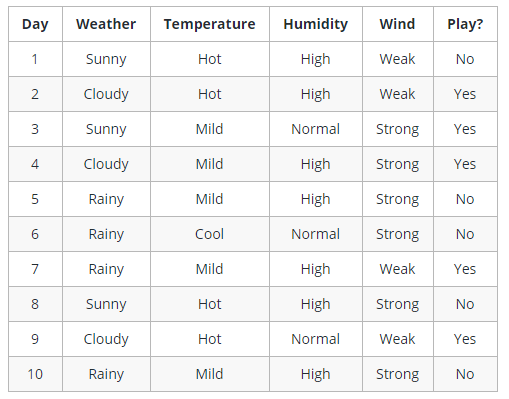 Day Weather Temperature Humidity Wind Play?
1 Sunny Hot High Weak No
2 Cloudy Hot High Weak Yes
3 Sunny Mild Normal Strong Yes
4 Cloudy Mild High Strong Yes
5 Rainy Mild High Strong No
6 Rainy Cool Normal Strong No
7 Rainy Mild High Weak Yes
8 Sunny Hot High Strong No
9 Cloudy Hot Normal Weak Yes
10 Rainy Mild High Strong No